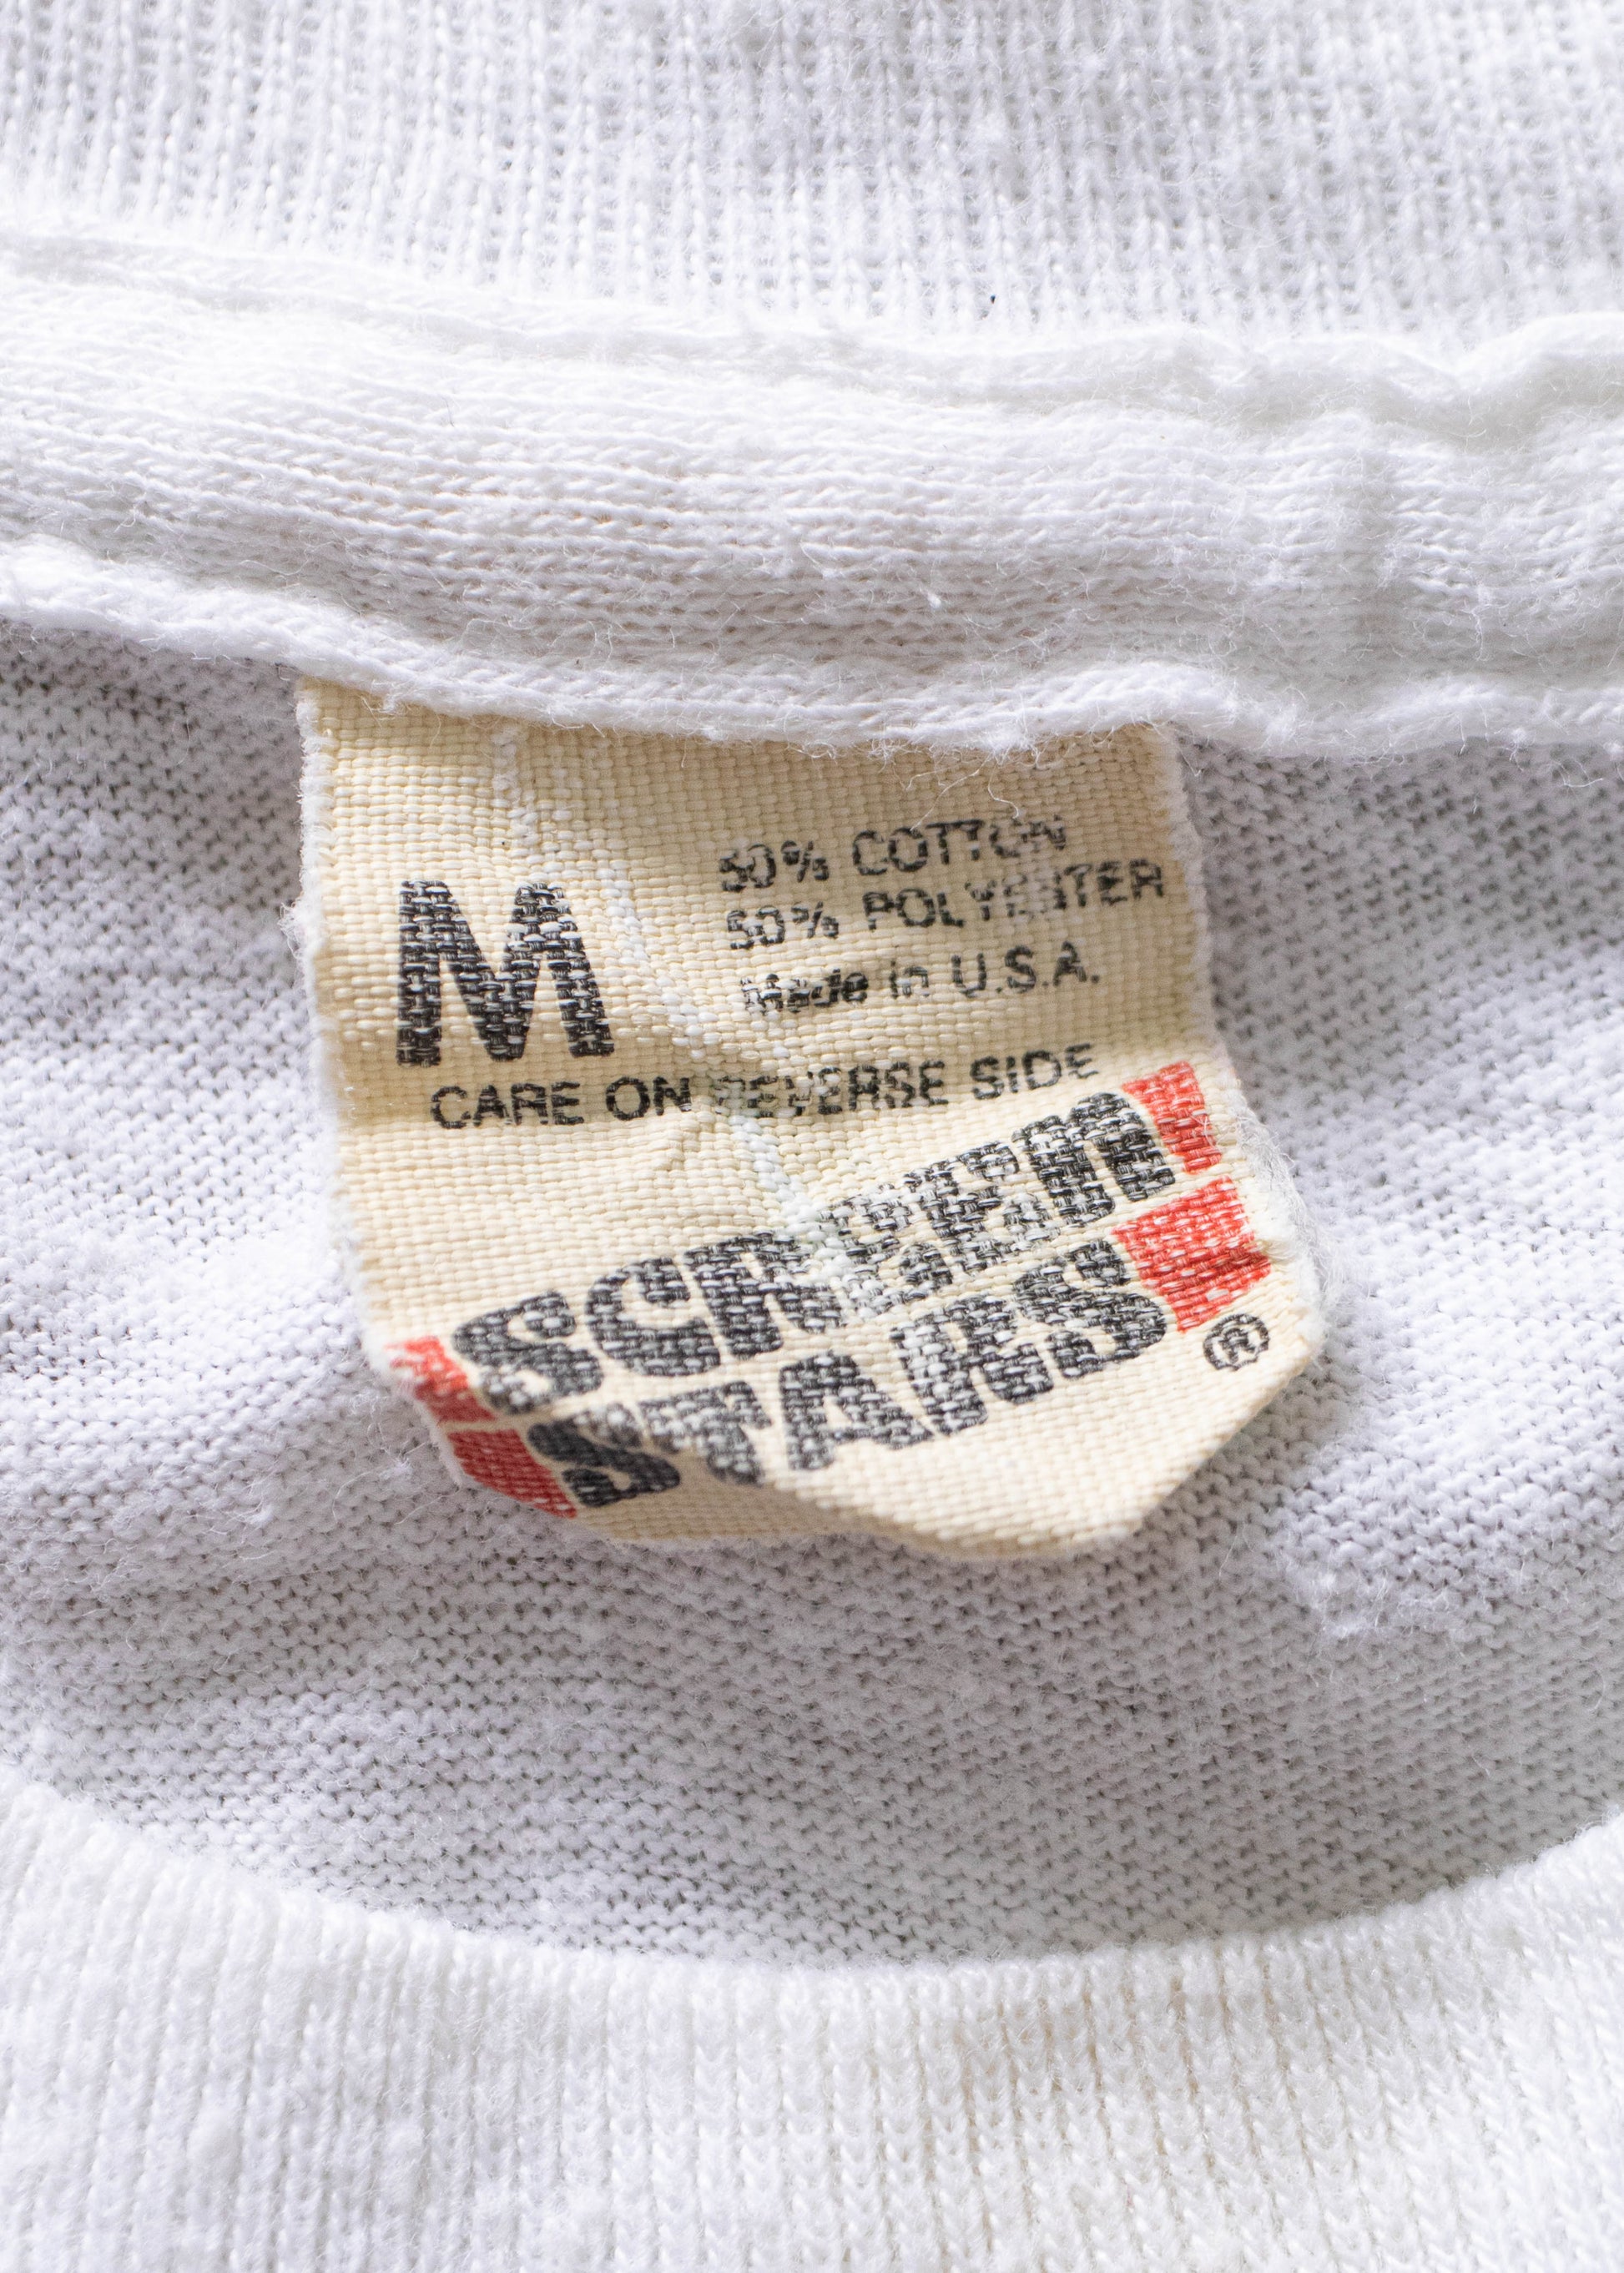 M
50% COTTON
50% POLYESTER
Made in U.S.A.
CARE ON REVERSE SIDE
SCREEN
STARS®